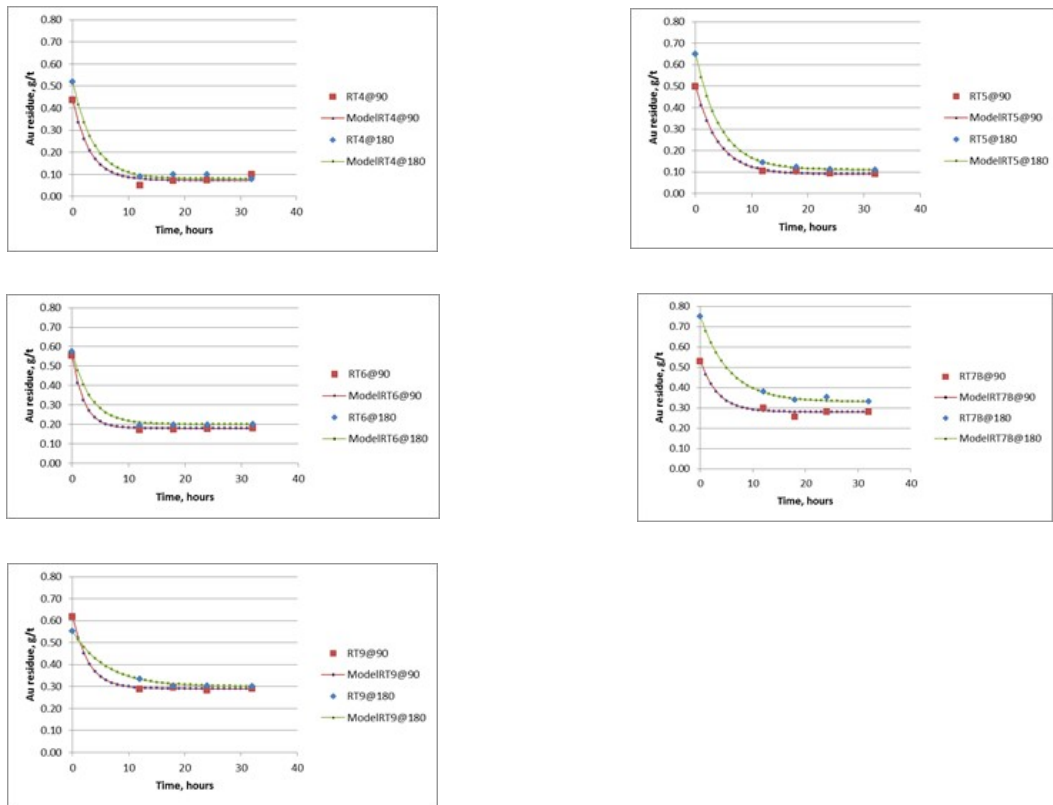 0.80
0.70
0.60
0.50
0.40
0.30
0.20
0.10
0.00
Au residue, g/t
0 10 20 30 40
Time, hours
RT4@90
ModelRT4@90
RT4@180
ModelRT4@180
0.80
0.70
0.60
0.50
0.40
0.30
0.20
0.10
0.00
Au residue, g/t
0 10 20 30 40
Time, hours
RT5@90
ModelRT5@90
RT5@180
ModelRT5@180
0.80
0.70
0.60
0.50
0.40
0.30
0.20
0.10
0.00
Au residue, g/t
0 10 20 30 40
Time, hours
RT6@90
ModelRT6@90
RT6@180
ModelRT6@180
0.80
0.70
0.60
0.50
0.40
0.30
0.20
0.10
0.00
Au residue, g/t
0 10 20 30 40
Time, hours
RT7B@90
ModelRT7B@90
RT7B@180
ModelRT7B@180
0.80
0.70
0.60
0.50
0.40
0.30
0.20
0.10
0.00
Au residue, g/t
0 10 20 30 40
Time, hours
RT9@90
ModelRT9@90
RT9@180
ModelRT9@180